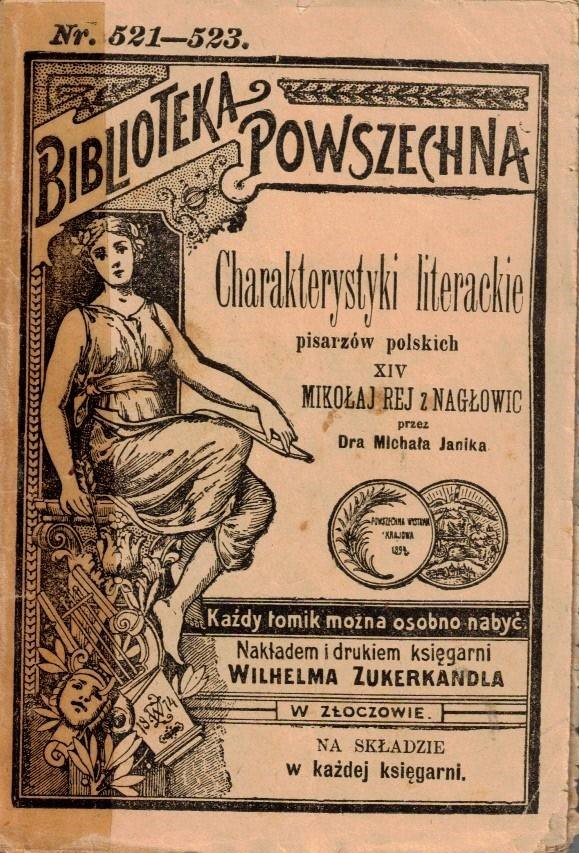 Nr. 521—523.
BIBLIOTEKA
POWSZECHNA
Charakterystyki literackie
pisarzów polskich
XIV
MIKOŁAJ REJ z NAGŁOWIC
przez
Dra Michała Janika
POWSZECHNA WYSTAWA
KRAJOWA
1894.
Każdy tomik można osobno nabyć
Nakładem i drukiem księgarni
WILHELMA ZUKERKANDLA
W ZŁOCZOWIE.
NA SKŁADZIE
w każdej księgarni.